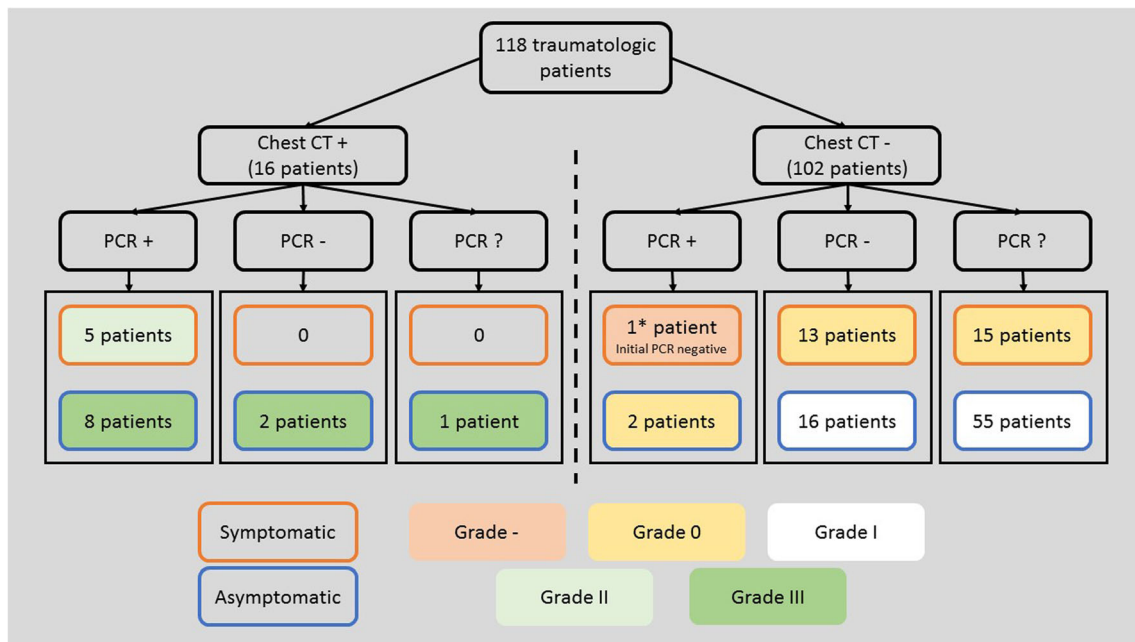 118 traumatologic
patients
Chest CT +
(16 patients)
Chest CT -
(102 patients)
PCR +
PCR -
PCR ?
PCR +
PCR -
PCR ?
5 patients
0
0
1* patient
Initial PCR negative
13 patients
15 patients
8 patients
2 patients
1 patient
2 patients
16 patients
55 patients
Symptomatic
Grade -
Grade 0
Grade I
Asymptomatic
Grade II
Grade III